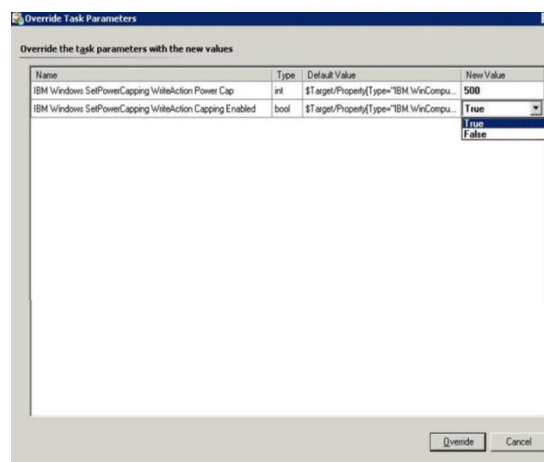 Override Task Parameters
Override the task parameters with the new values
Name Type Default Value New Value
IBM Windows SetPowerCapping WriteAction Power Cap int $Target/Property[Type="IBM.WinCompu... 500
IBM Windows SetPowerCapping WriteAction Capping Enabled bool $Target/Property[Type="IBM.WinCompu... True
True
False
Override Cancel